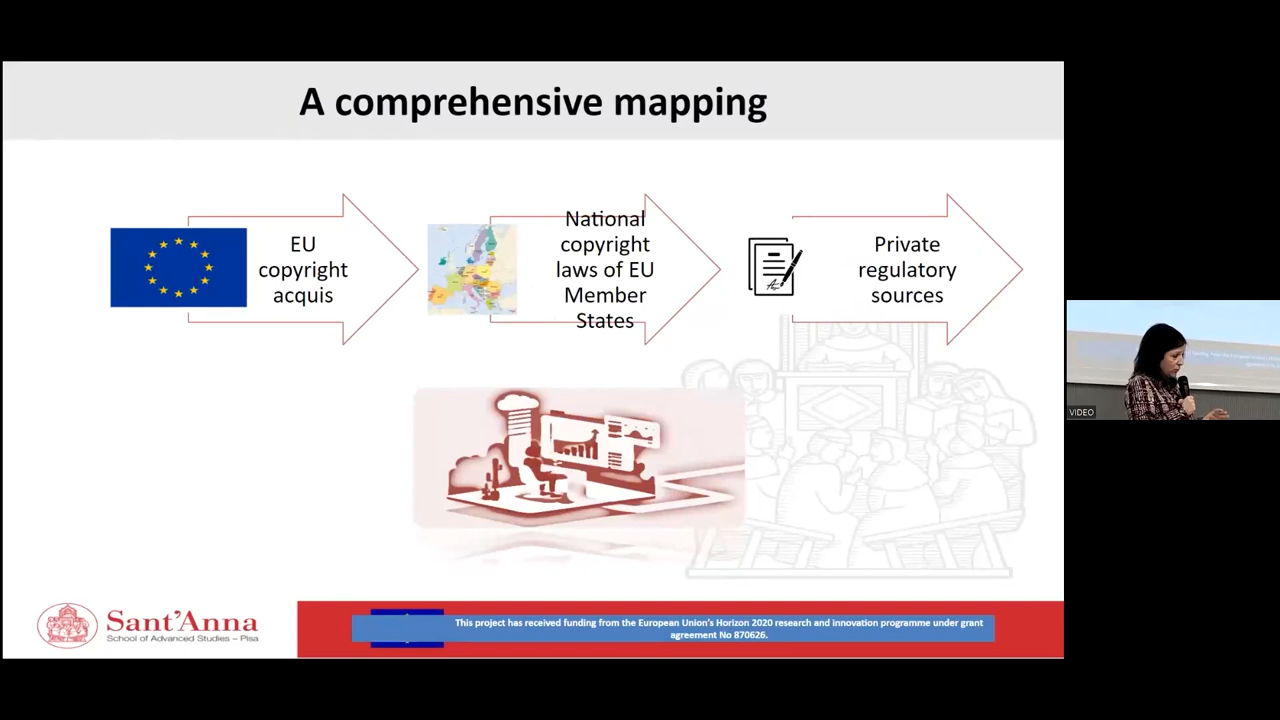 A comprehensive mapping
EU
copyright
acquis
National
copyright
laws of EU
Member
States
Private
regulatory
sources
Sant'Anna
School of Advanced Studies – Pisa
This project has received funding from the European Union's Horizon 2020 research and innovation programme under grant
agreement No 870626.
VIDEO